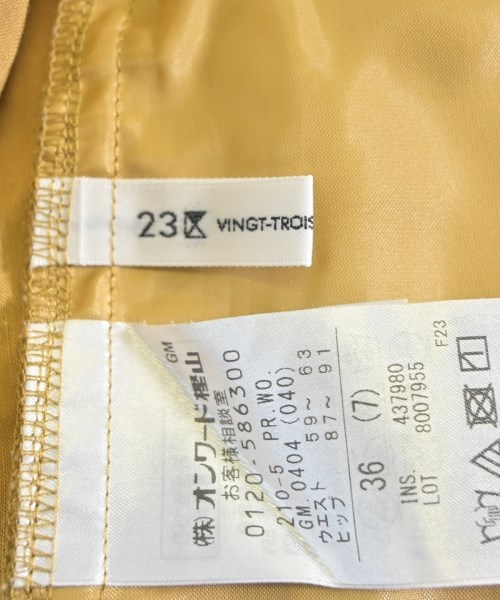 23区 VINGT-TROIS
GM
(株)オンワード樫山
お客様相談室
0120-586300
210-5 PR.WO.
GM.0404 (040)
ウエスト 59~ 63
ヒップ 87~ 91
36 (7)
INS. 437980
LOT 8007955
F23